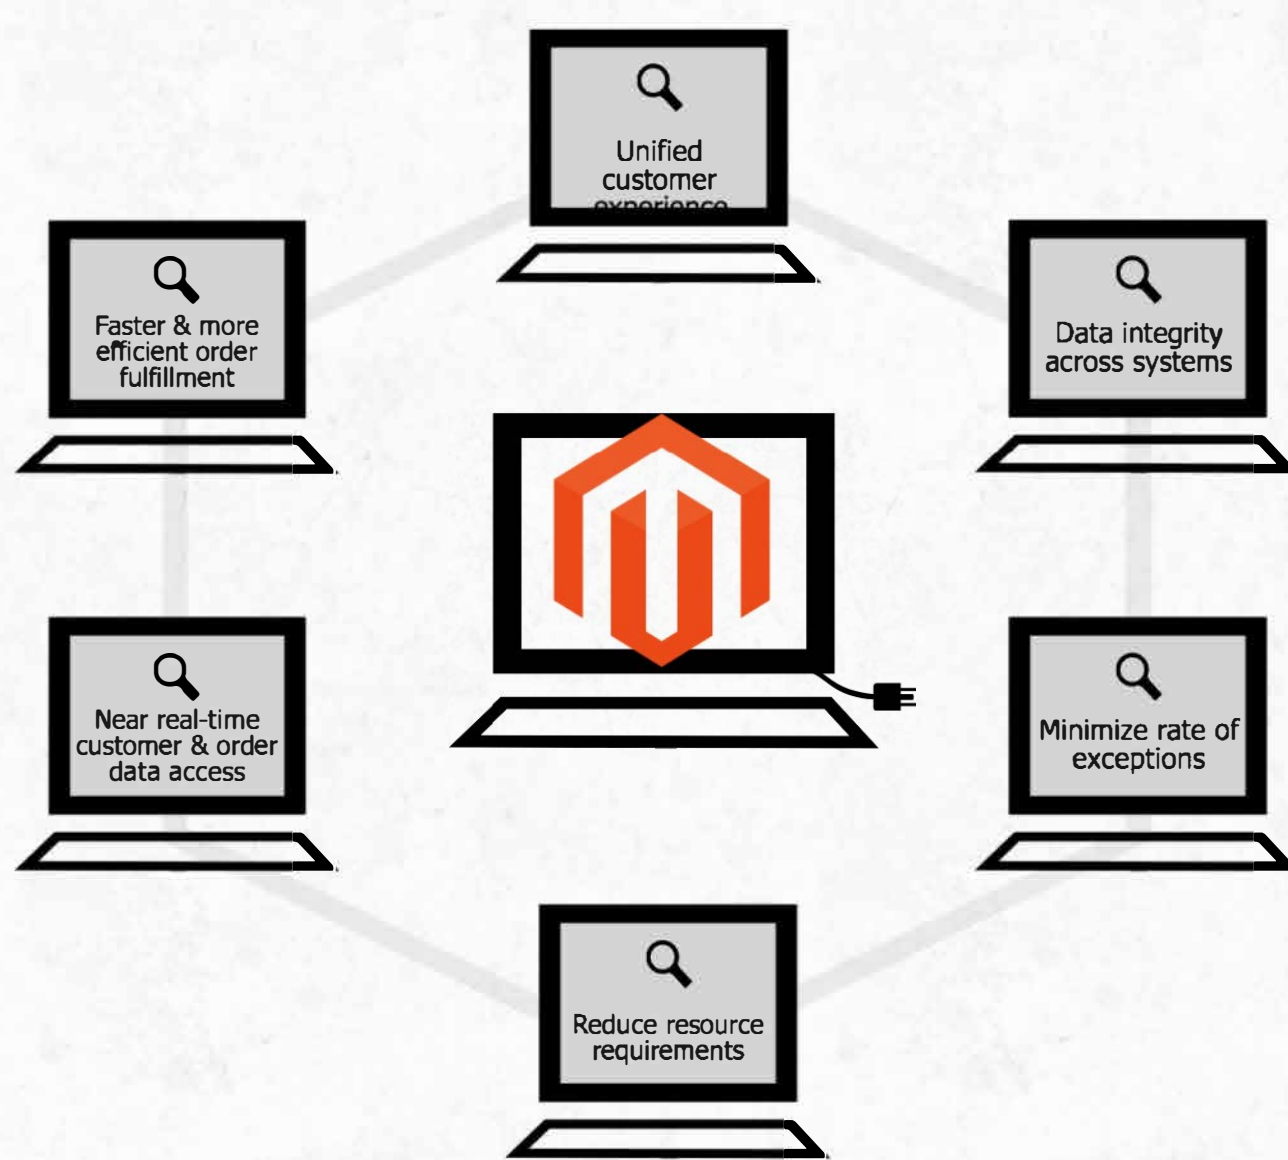 Unified
customer
experience
Faster & more
efficient order
fulfillment
Data integrity
across systems
Near real-time
customer & order
data access
Minimize rate of
exceptions
Reduce resource
requirements